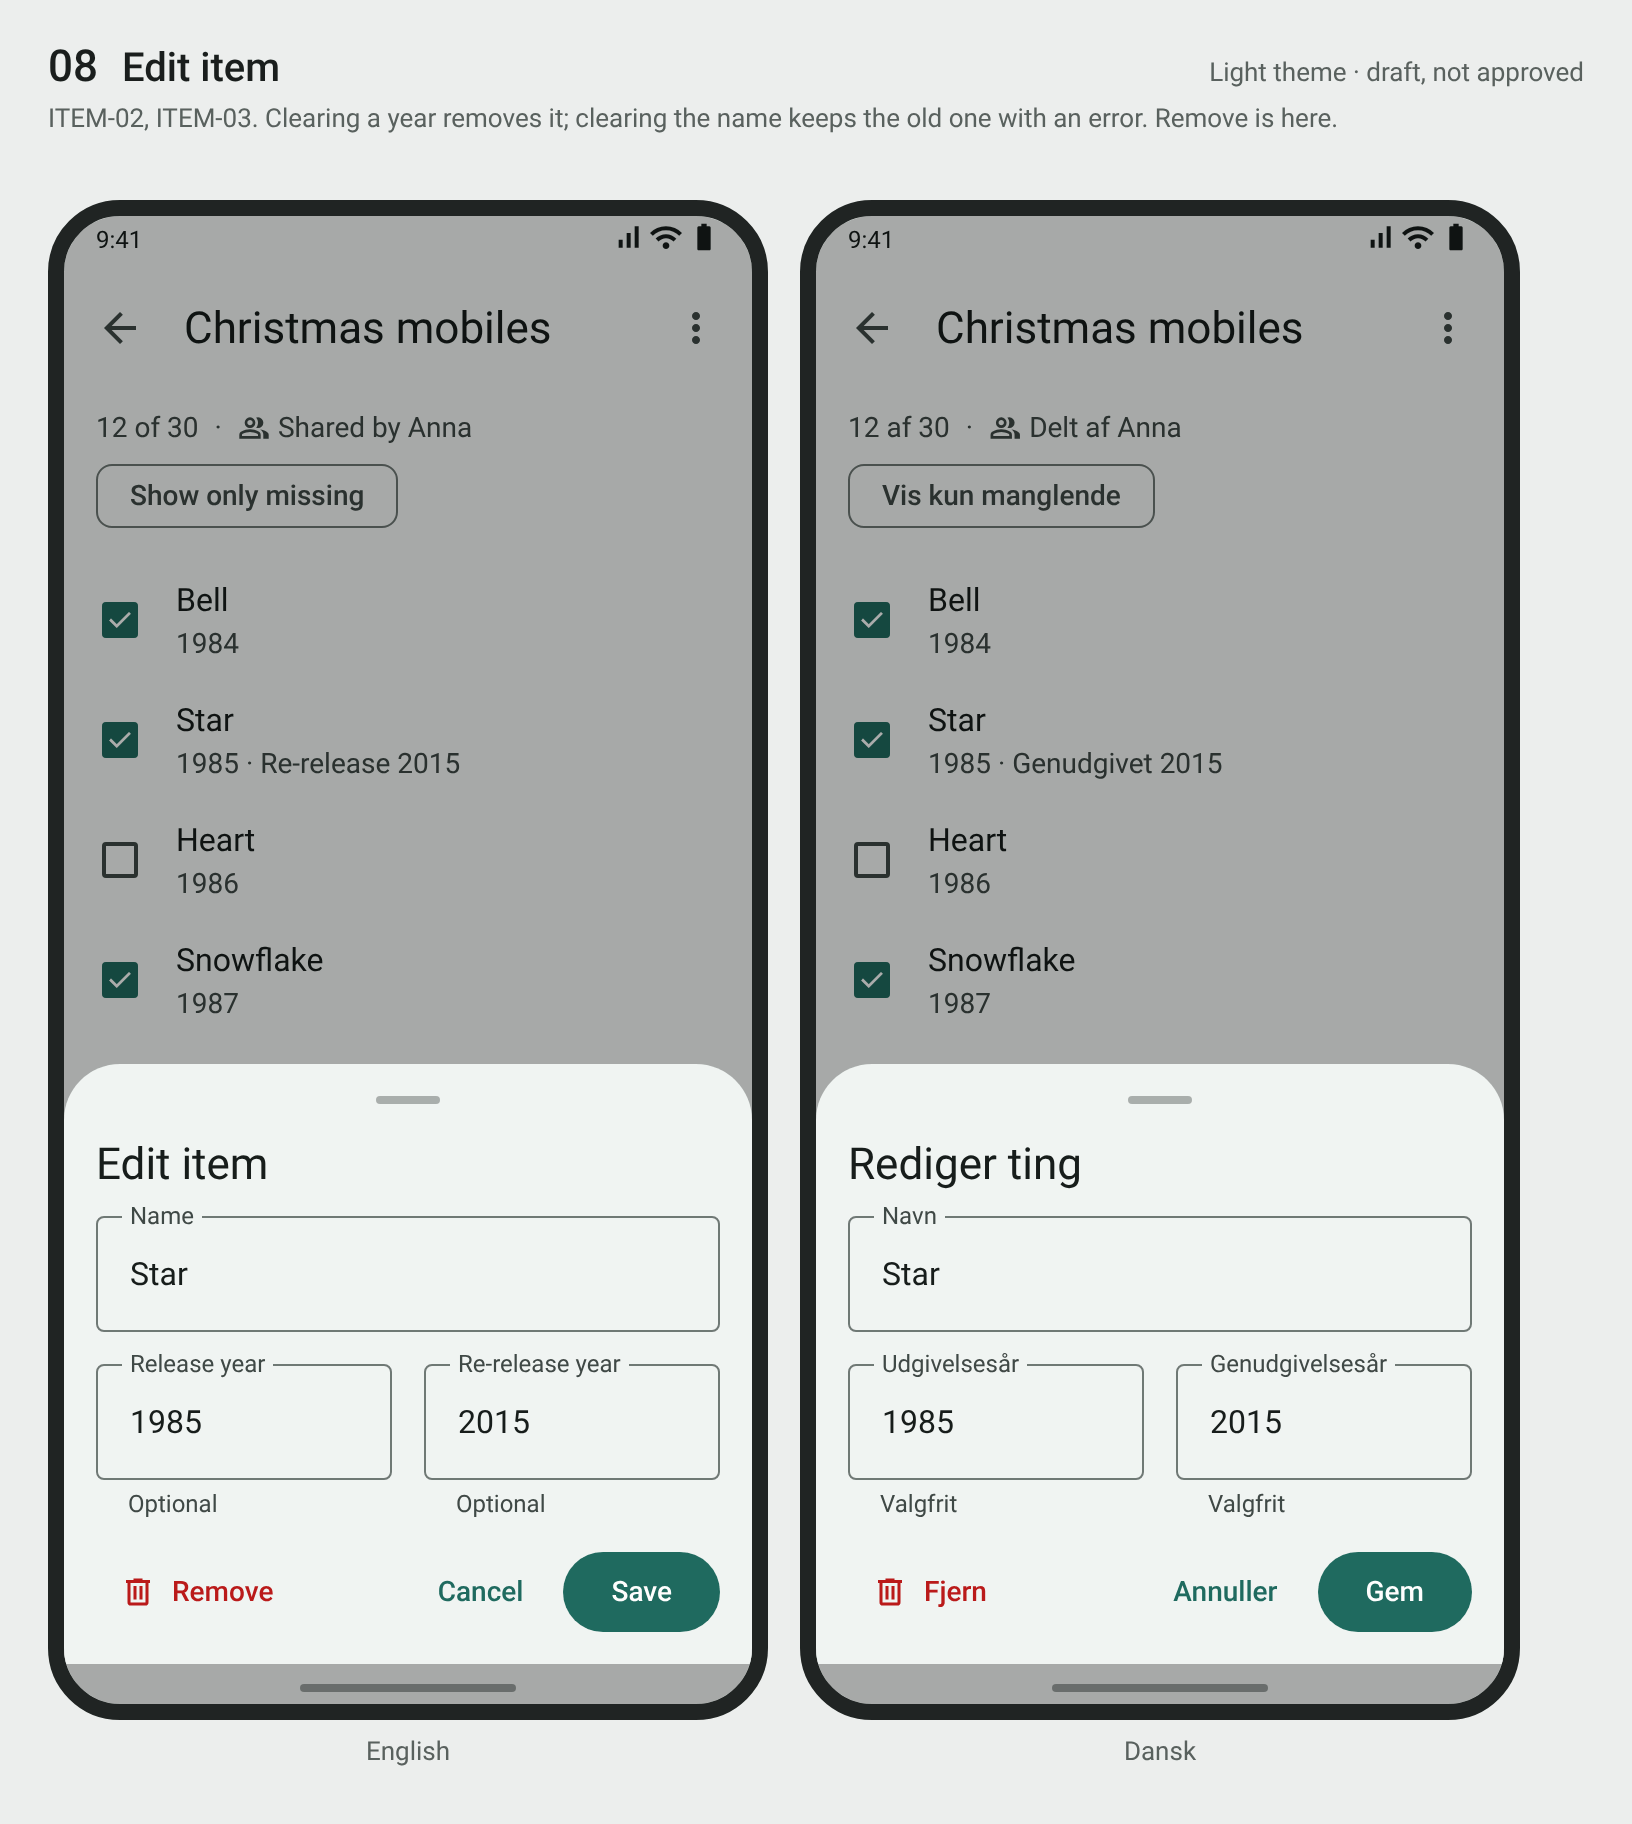 08 Edit item
Light theme · draft, not approved
ITEM-02, ITEM-03. Clearing a year removes it; clearing the name keeps the old one with an error. Remove is here.
9:41
Christmas mobiles
12 of 30 · Shared by Anna
Show only missing
Bell
1984
Star
1985 · Re-release 2015
Heart
1986
Snowflake
1987
Edit item
Name
Star
Release year
1985
Optional
Re-release year
2015
Optional
Remove
Cancel
Save
English
9:41
Christmas mobiles
12 af 30 · Delt af Anna
Vis kun manglende
Bell
1984
Star
1985 · Genudgivet 2015
Heart
1986
Snowflake
1987
Rediger ting
Navn
Star
Udgivelsesår
1985
Valgfrit
Genudgivelsesår
2015
Valgfrit
Fjern
Annuller
Gem
Dansk